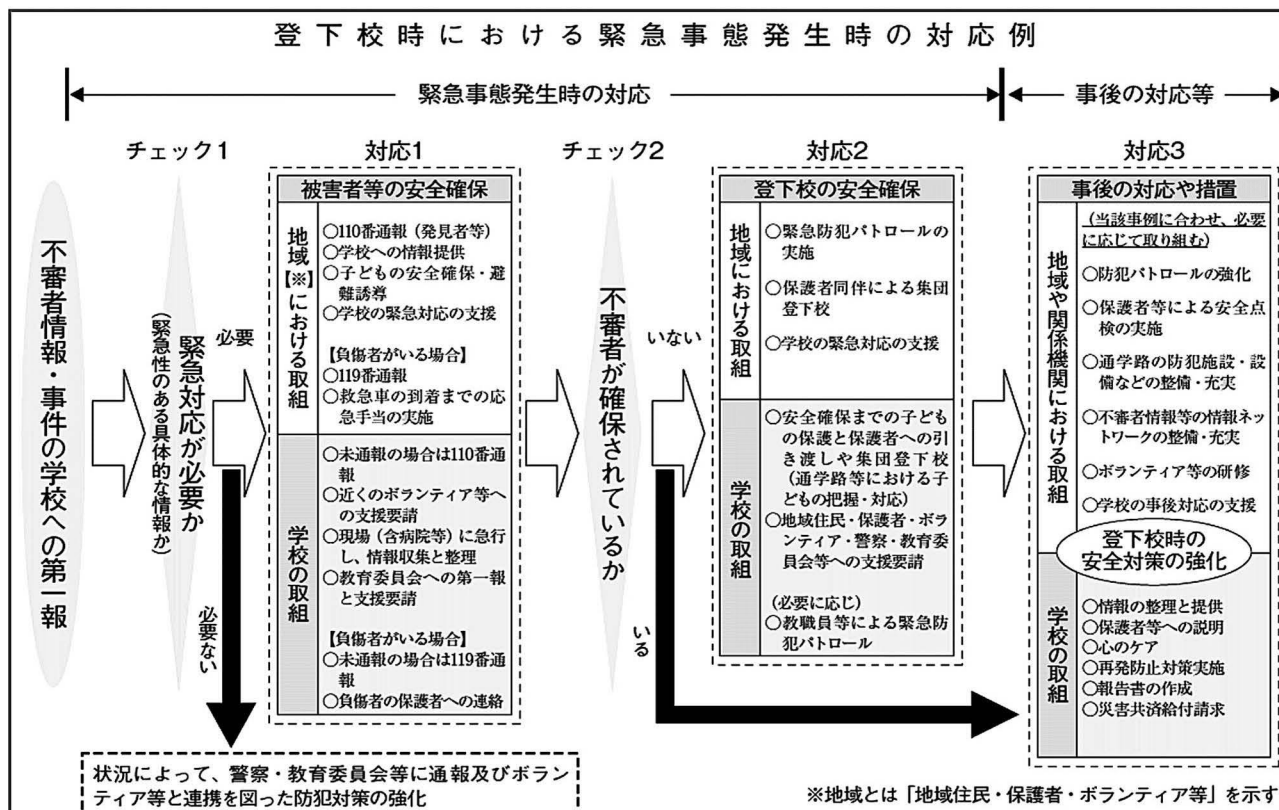 登下校時における緊急事態発生時の対応例
緊急事態発生時の対応
事後の対応等
不審者情報・事件の学校への第一報
チェック1
緊急対応が必要か
(緊急性のある具体的な情報か)
必要
必要ない
状況によって、警察・教育委員会等に通報及びボラン
ティア等と連携を図った防犯対策の強化
対応1
被害者等の安全確保
地域【※】における取組
○110番通報（発見者等）
○学校への情報提供
○子どもの安全確保・避
難誘導
○学校の緊急対応の支援
【負傷者がいる場合】
○119番通報
○救急車の到着までの応
急手当の実施
学校の取組
○未通報の場合は110番通
報
○近くのボランティア等へ
の支援要請
○現場（含病院等）に急行
し、情報収集と整理
○教育委員会への第一報
と支援要請
【負傷者がいる場合】
○未通報の場合は119番通
報
○負傷者の保護者への連絡
チェック2
不審者が確保されているか
いない
いる
対応2
登下校の安全確保
地域における取組
○緊急防犯パトロールの
実施
○保護者同伴による集団
登下校
○学校の緊急対応の支援
学校の取組
○安全確保までの子ども
の保護と保護者への引
き渡しや集団登下校
（通学路等における子ど
もの把握・対応）
○地域住民・保護者・ボラ
ンティア・警察・教育委
員会等への支援要請
（必要に応じ）
○教職員等による緊急防
犯パトロール
対応3
事後の対応や措置
地域や関係機関における取組
（当該事例に合わせ、必要
に応じて取り組む）
○防犯パトロールの強化
○保護者等による安全点
検の実施
○通学路の防犯施設・設
備などの整備・充実
○不審者情報等の情報ネッ
トワークの整備・充実
○ボランティア等の研修
○学校の事後対応の支援
登下校時の
安全対策の強化
学校の取組
○情報の整理と提供
○保護者等への説明
○心のケア
○再発防止対策実施
○報告書の作成
○災害共済給付請求
※地域とは「地域住民・保護者・ボランティア等」を示す